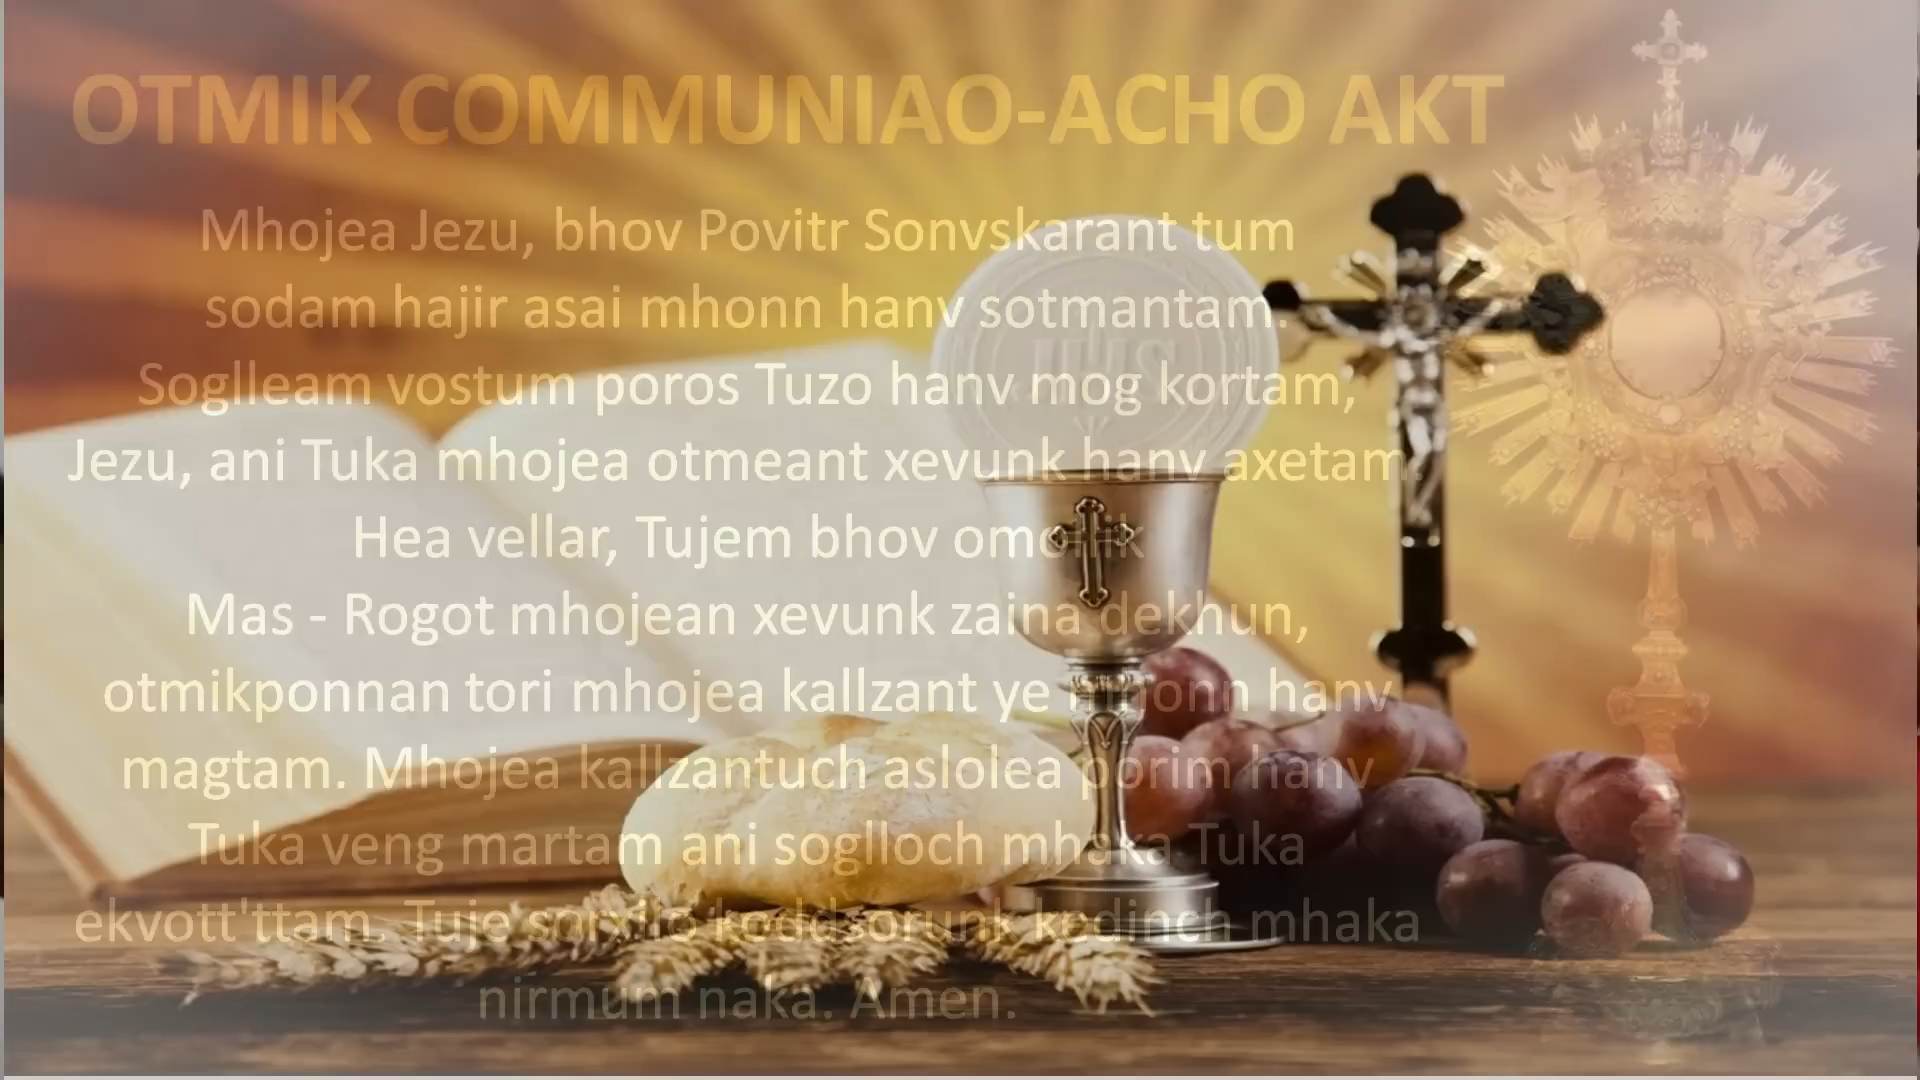 OTMIK COMMUNIAO-ACHO AKT
Mhojea Jezu, bhov Povitr Sonvskarant tum
sodam hajir asai mhonn hanv sotmantam.
Soglleam vostum poros Tuzo hanv mog kortam,
Jezu, ani Tuka mhojea otmeant xevunk hanv axetam.
Hea vellar, Tujem bhov
Mas - Rogot mhojean xevunk zaina dekhun,
otmikponnan tori mhojea kallzant ye mhonn hanv
magtam. Mhojea kallzantuch aslolea porim hanv
Tuka veng martam ani soglloch mhaka Tuka
ekvott'ttam. Tuje koddsorunk kedinch mhaka
nirmum naka. Amen.
IHS